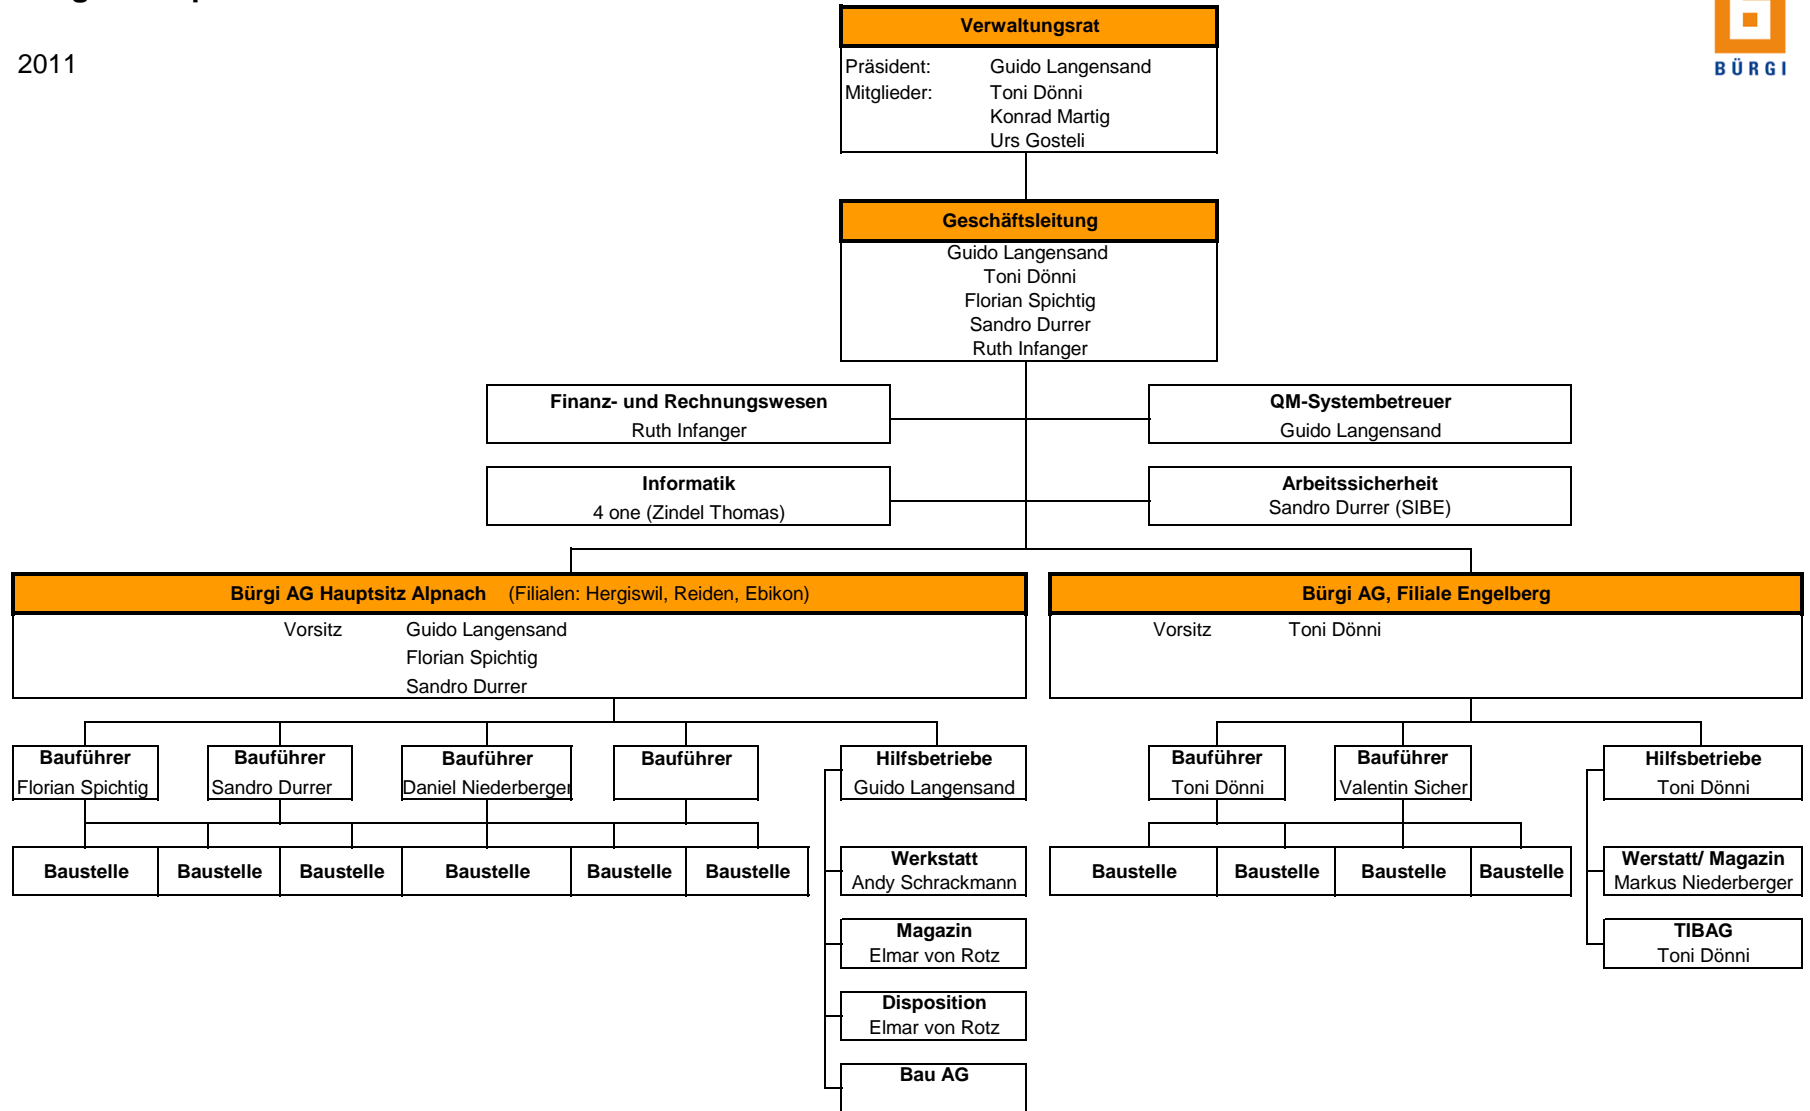 2011
BÜRGI
Verwaltungsrat
Präsident: Guido Langensand
Mitglieder: Toni Dönni
Konrad Martig
Urs Gosteli
Geschäftsleitung
Guido Langensand
Toni Dönni
Florian Spichtig
Sandro Durrer
Ruth Infanger
Finanz- und Rechnungswesen
Ruth Infanger
QM-Systembetreuer
Guido Langensand
Informatik
4 one (Zindel Thomas)
Arbeitssicherheit
Sandro Durrer (SIBE)
Bürgi AG Hauptsitz Alpnach (Filialen: Hergiswil, Reiden, Ebikon)
Vorsitz Guido Langensand
Florian Spichtig
Sandro Durrer
Bürgi AG, Filiale Engelberg
Vorsitz Toni Dönni
Bauführer
Florian Spichtig
Bauführer
Sandro Durrer
Bauführer
Daniel Niederberger
Bauführer
Hilfsbetriebe
Guido Langensand
Bauführer
Toni Dönni
Bauführer
Valentin Sicher
Hilfsbetriebe
Toni Dönni
Baustelle
Baustelle
Baustelle
Baustelle
Baustelle
Baustelle
Werkstatt
Andy Schrackmann
Baustelle
Baustelle
Baustelle
Baustelle
Werstatt/ Magazin
Markus Niederberger
Magazin
Elmar von Rotz
TIBAG
Toni Dönni
Disposition
Elmar von Rotz
Bau AG